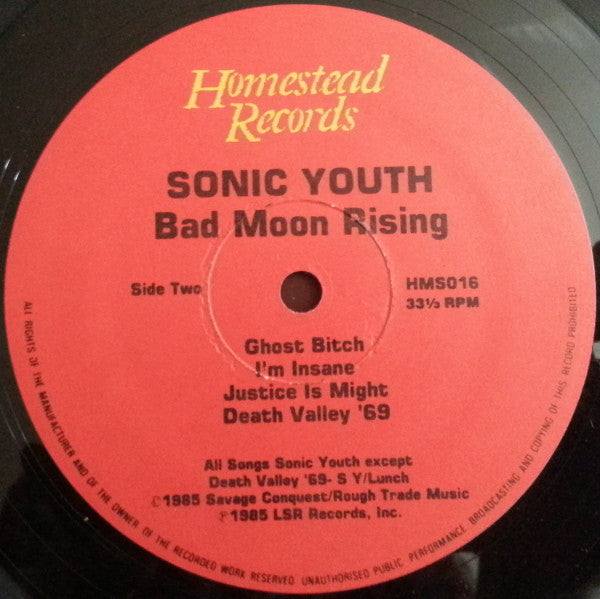 Homestead
Records
SONIC YOUTH
Bad Moon Rising
Side Two
HMS016
33⅓ RPM
Ghost Bitch
I'm Insane
Justice Is Might
Death Valley '69
All Songs Sonic Youth except
Death Valley '69- S Y/Lunch
©1985 Savage Conquest/Rough Trade Music
℗1985 LSR Records, Inc.
ALL RIGHTS OF THE MANUFACTURER AND OF THE OWNER OF THE RECORDED WORK RESERVED. UNAUTHORISED PUBLIC PERFORMANCE BROADCASTING AND COPYING OF THIS RECORD PROHIBITED